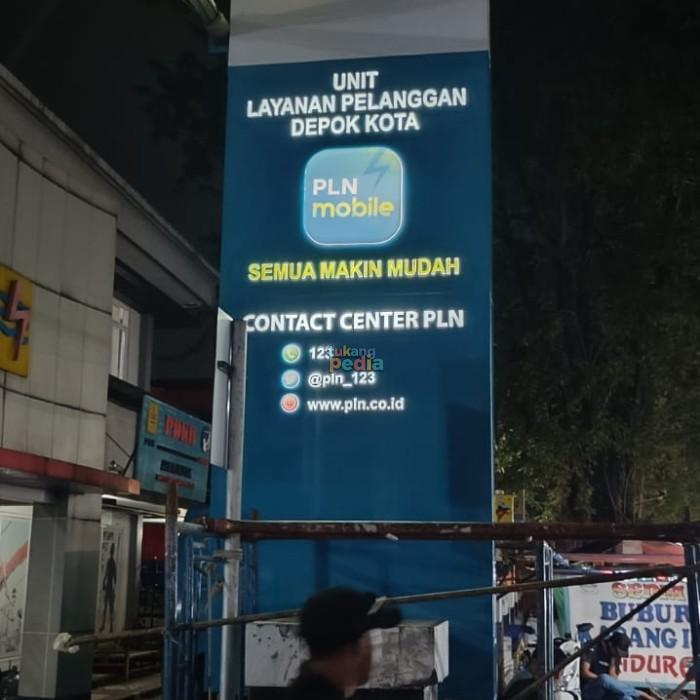 UNIT
LAYANAN PELANGGAN
DEPOK KOTA
PLN
mobile
SEMUA MAKIN MUDAH
CONTACT CENTER PLN
123
tukang
pedia
@pln_123
www.pln.co.id
BUBUR